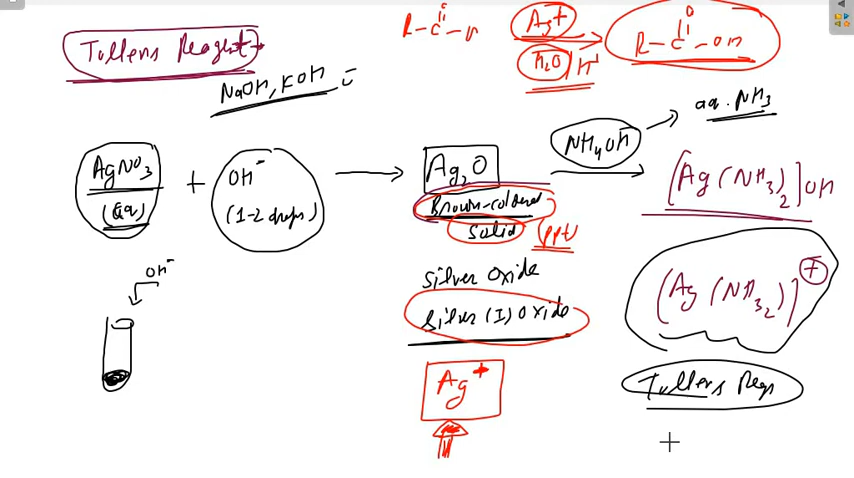 R-C-H
O
Ag+
H2O/H+
R-C-OH
O
Tollens Reagent
NaOH, KOH
aq. NH3
NH4OH
AgNO3
(aq)
+
OH-
(1-2 drops)
Ag2O
Brown-colored
solid (ppt)
[Ag(NH3)2]OH
OH-
silver oxide
silver (I) oxide
[Ag(NH3)2]+
Ag+
Tollens Reag